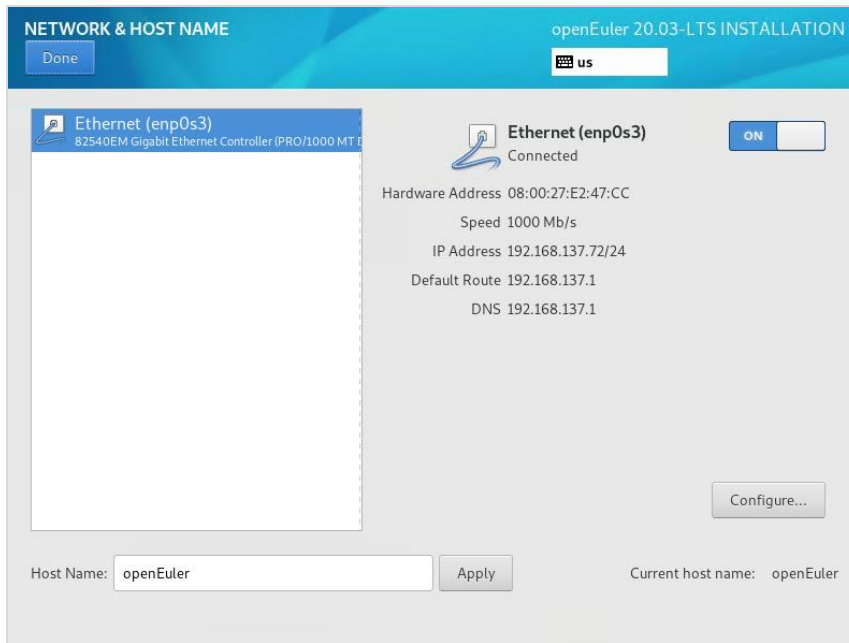 NETWORK & HOST NAME
openEuler 20.03-LTS INSTALLATION
Done
us
Ethernet (enp0s3)
82540EM Gigabit Ethernet Controller (PRO/1000 MT
Ethernet (enp0s3)
Connected
ON
Hardware Address 08:00:27:E2:47:CC
Speed 1000 Mb/s
IP Address 192.168.137.72/24
Default Route 192.168.137.1
DNS 192.168.137.1
Configure...
Host Name: openEuler Apply Current host name: openEuler